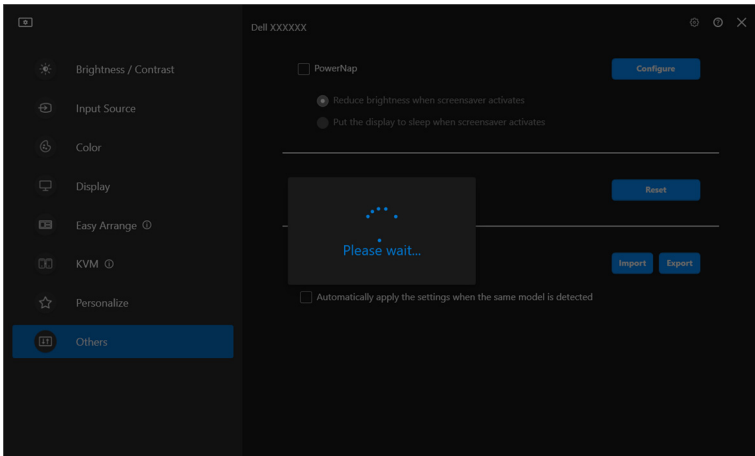 Dell XXXXXX
Brightness / Contrast
Input Source
Color
Display
Easy Arrange
KVM
Personalize
Others
PowerNap
Configure
Reduce brightness when screensaver activates
Put the display to sleep when screensaver activates
Reset
Please wait...
Import Export
Automatically apply the settings when the same model is detected